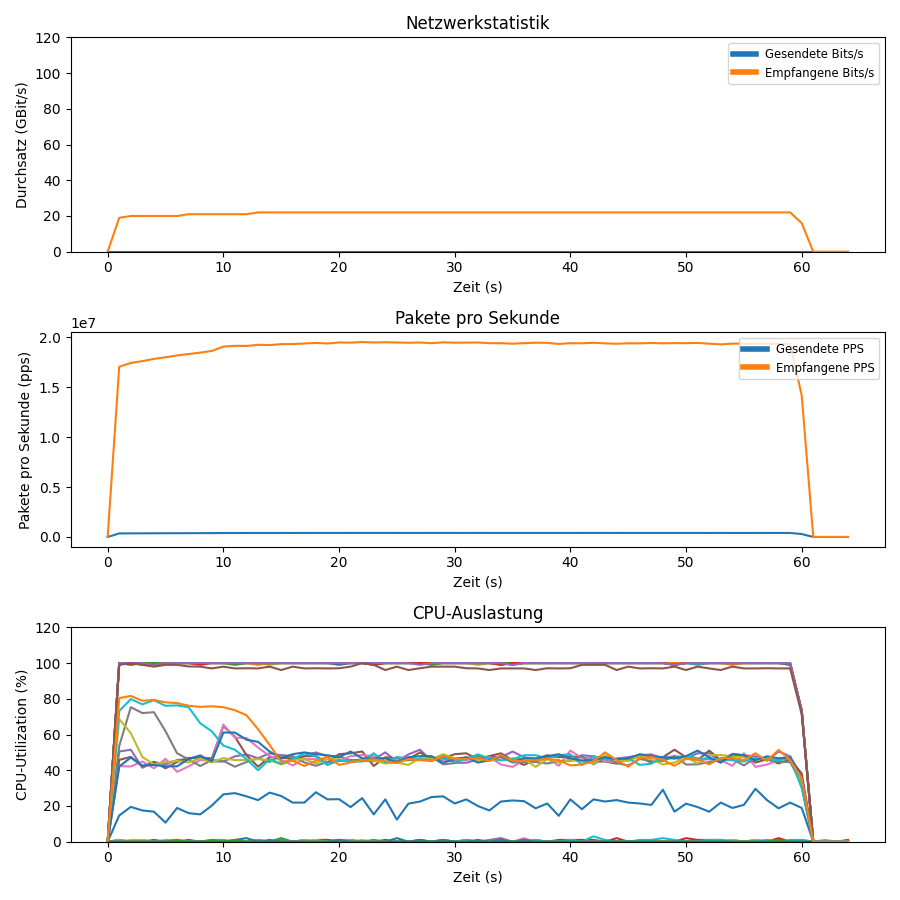 Netzwerkstatistik
120
100
80
60
40
20
0
Durchsatz (GBit/s)
Gesendete Bits/s
Empfangene Bits/s
0 10 20 30 40 50 60
Zeit (s)
Pakete pro Sekunde
1e7
2.0
1.5
1.0
0.5
0.0
Pakete pro Sekunde (pps)
Gesendete PPS
Empfangene PPS
0 10 20 30 40 50 60
Zeit (s)
CPU-Auslastung
120
100
80
60
40
20
0
CPU-Utilization (%)
0 10 20 30 40 50 60
Zeit (s)